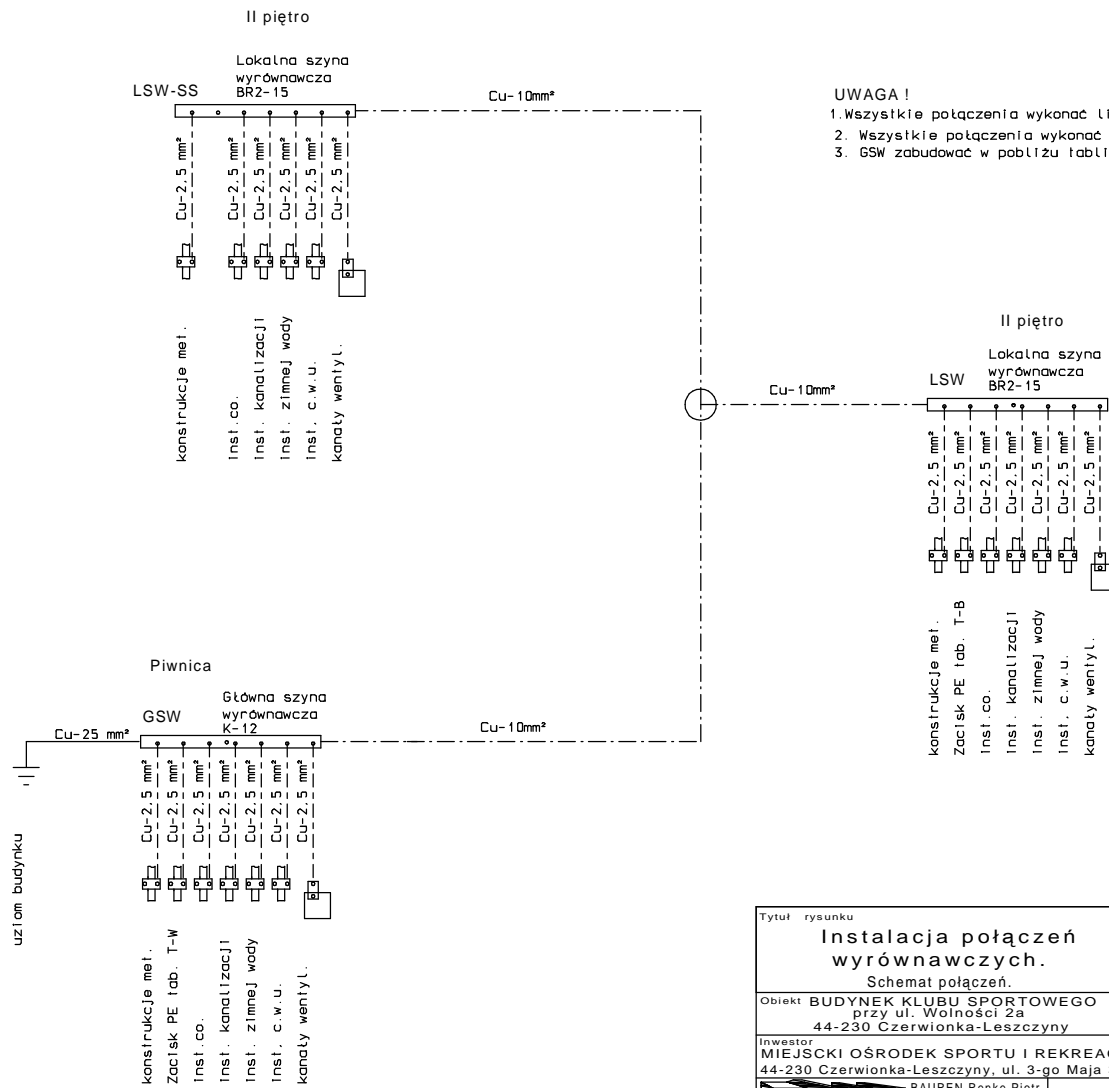 II piętro
Lokalna szyna
wyrównawcza
BR2-15
LSW-SS
Cu-10mm²
Cu-2,5 mm²
Cu-2,5 mm²
Cu-2,5 mm²
Cu-2,5 mm²
Cu-2,5 mm²
Cu-2,5 mm²
konstrukcje met.
Inst.co.
Inst. kanalizacji
Inst. zimnej wody
Inst. c.w.u.
kanały wentyl.
UWAGA !
1.Wszystkie połączenia wykonać
2. Wszystkie połączenia wykonać
3. GSW zabudować w pobliżu
II piętro
Lokalna szyna
wyrównawcza
BR2-15
LSW
Cu-10mm²
Cu-2,5 mm²
Cu-2,5 mm²
Cu-2,5 mm²
Cu-2,5 mm²
Cu-2,5 mm²
Cu-2,5 mm²
Cu-2,5 mm²
konstrukcje met.
Zacisk PE tab. T-B
Inst.co.
Inst. kanalizacji
Inst. zimnej wody
Inst. c.w.u.
kanały wentyl.
Piwnica
Główna szyna
wyrównawcza
K-12
GSW
Cu-25 mm²
Cu-10mm²
Cu-2,5 mm²
Cu-2,5 mm²
Cu-2,5 mm²
Cu-2,5 mm²
Cu-2,5 mm²
Cu-2,5 mm²
Cu-2,5 mm²
uziom budynku
konstrukcje met.
Zacisk PE tab. T-W
Inst.co.
Inst. kanalizacji
Inst. zimnej wody
Inst. c.w.u.
kanały wentyl.
Tytuł rysunku
Instalacja połączeń
wyrównawczych.
Schemat połączeń.
Obiekt BUDYNEK KLUBU SPORTOWEGO
przy ul. Wolności 2a
44-230 Czerwionka-Leszczyny
Inwestor
MIEJSCKI OŚRODEK SPORTU I
44-230 Czerwionka-Leszczyny, ul. 3-go Maja